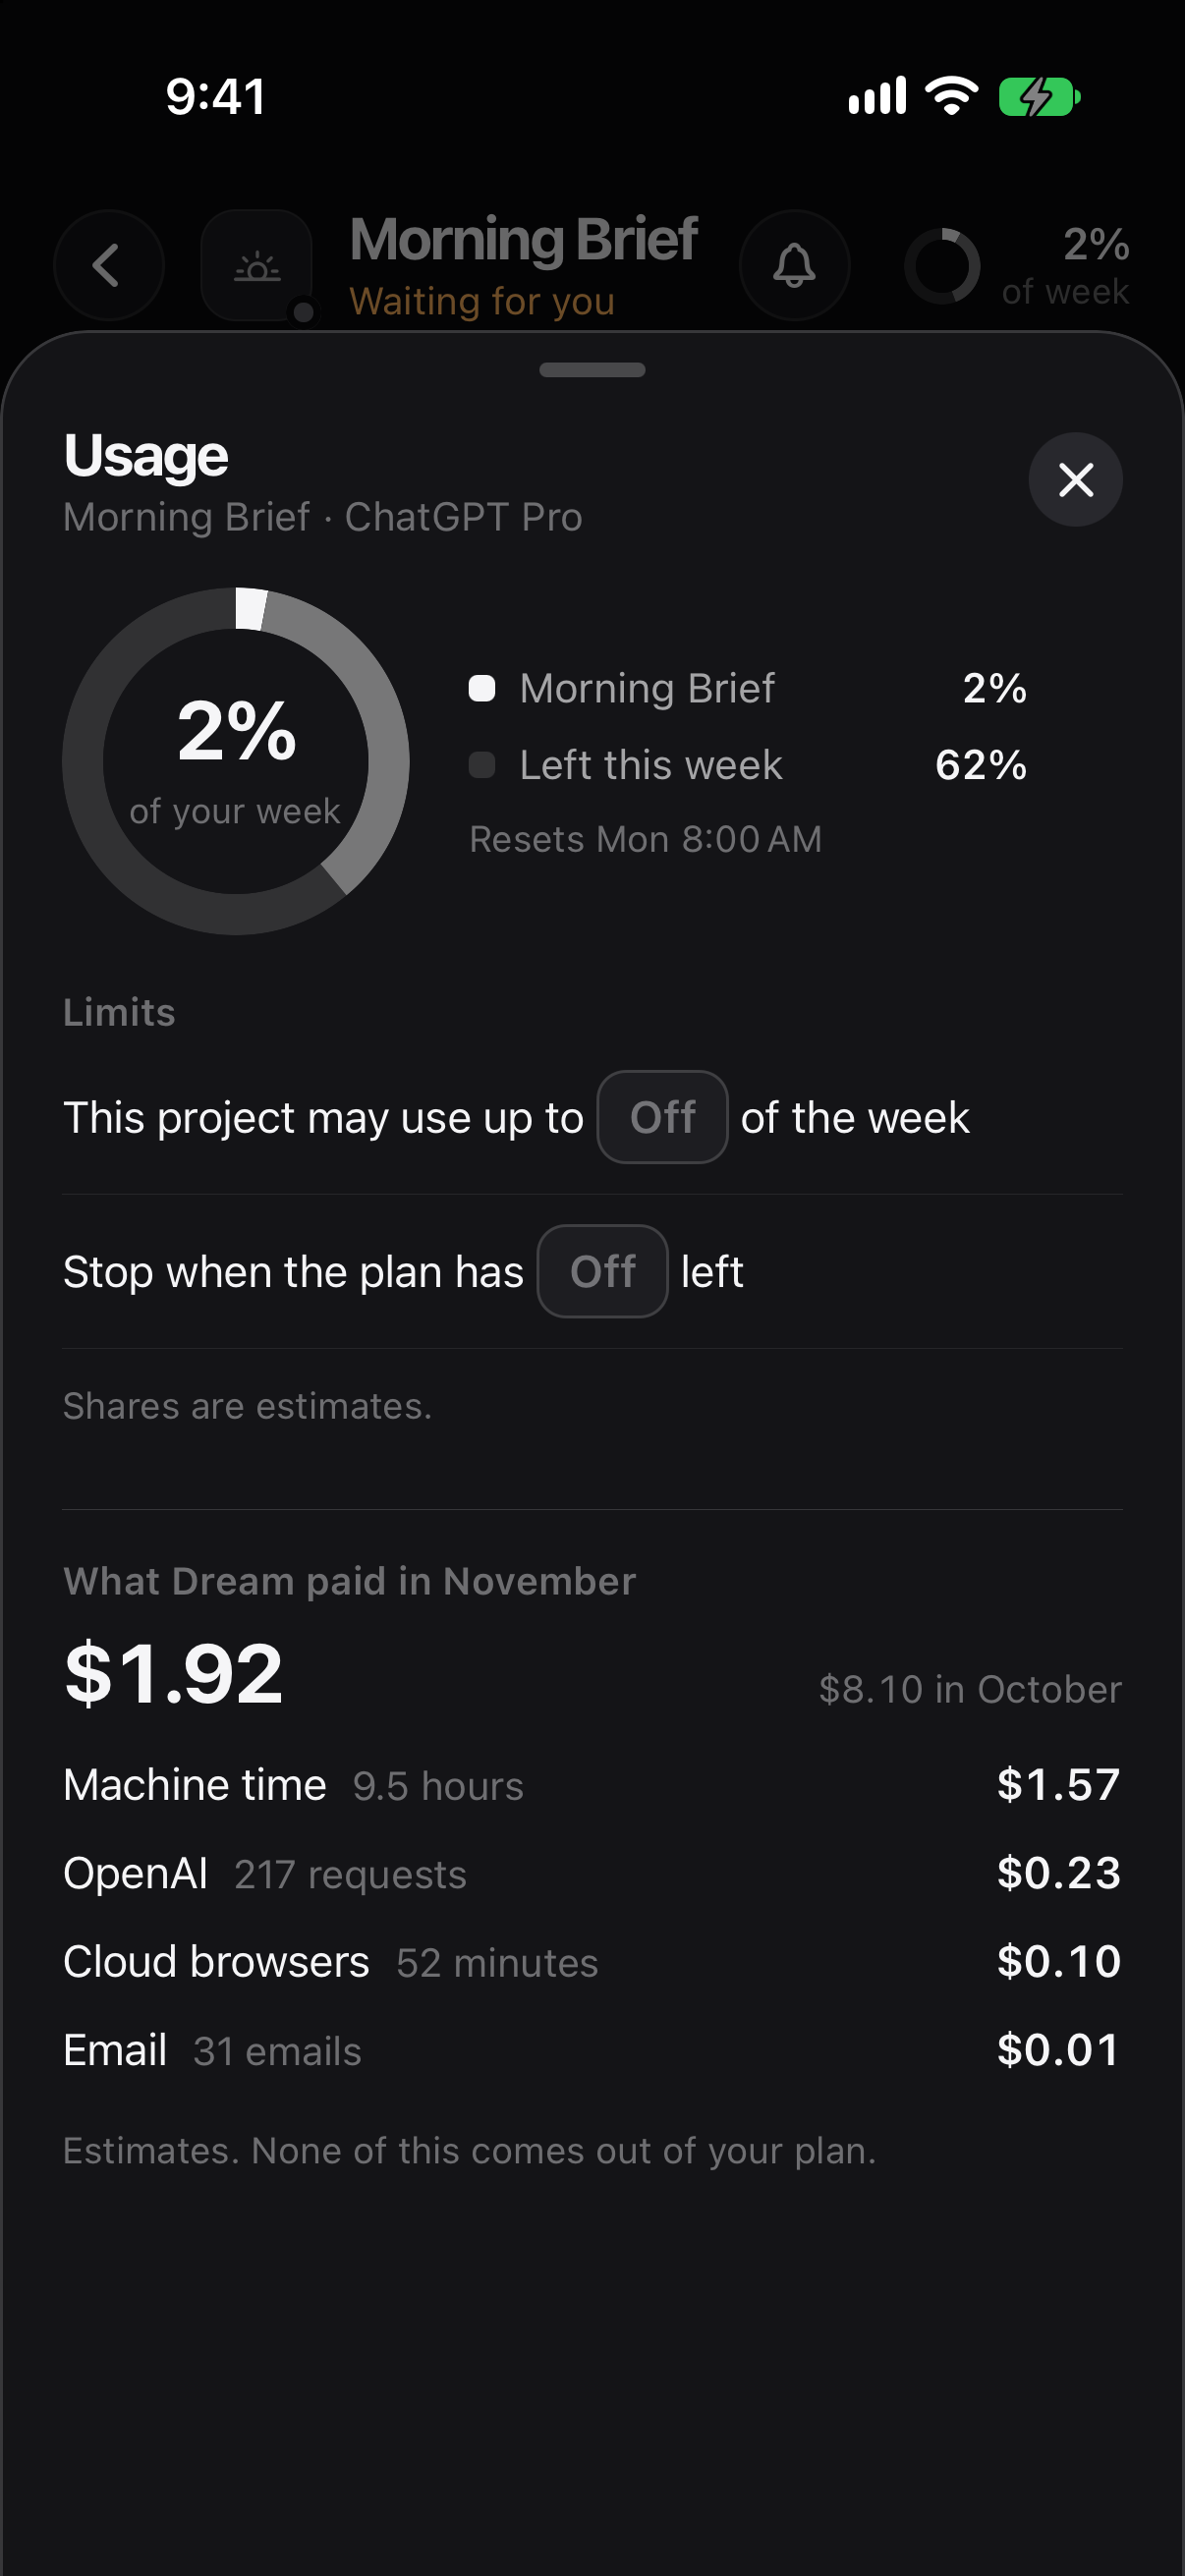 9:41
Morning Brief
Waiting for you
2%
of week
Usage
Morning Brief · ChatGPT Pro
2%
of your week
Morning Brief 2%
Left this week 62%
Resets Mon 8:00 AM
Limits
This project may use up to Off of the week
Stop when the plan has Off left
Shares are estimates.
What Dream paid in November
$1.92
$8.10 in October
Machine time 9.5 hours $1.57
OpenAI 217 requests $0.23
Cloud browsers 52 minutes $0.10
Email 31 emails $0.01
Estimates. None of this comes out of your plan.